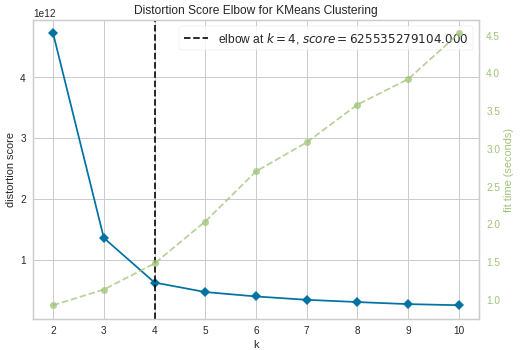 Distortion Score Elbow for KMeans Clustering
1e12
elbow at k = 4, score = 625535279104.000
4
3
2
1
distortion score
4.5
4.0
3.5
3.0
2.5
2.0
1.5
1.0
fit time (seconds)
2 3 4 5 6 7 8 9 10
k